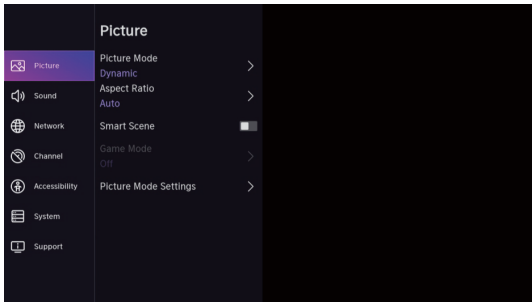 Picture
Sound
Network
Channel
Accessibility
System
Support
Picture
Picture Mode
Dynamic
Aspect Ratio
Auto
Smart Scene
Game Mode
Off
Picture Mode Settings